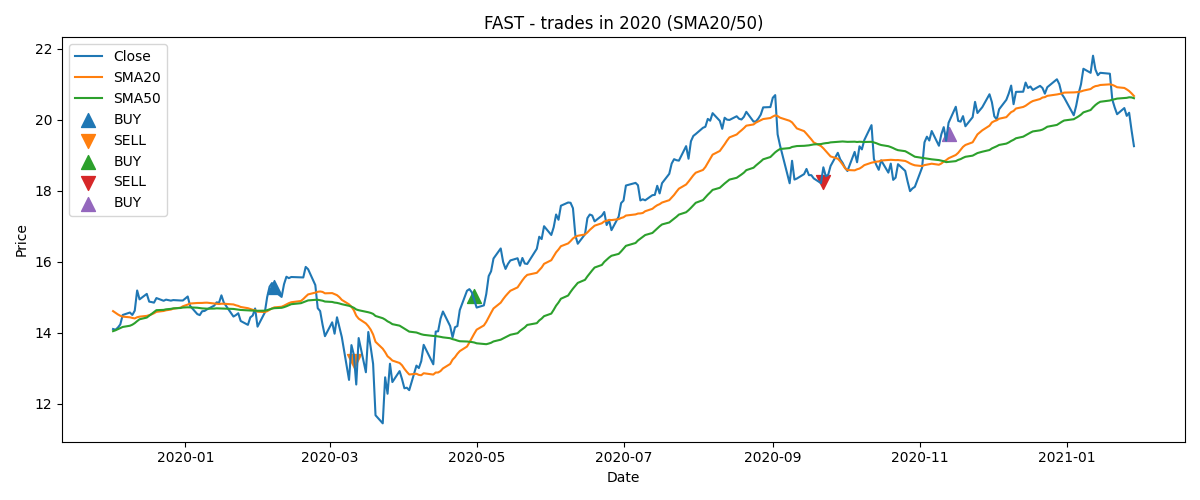 FAST - trades in 2020 (SMA20/50)
Close
SMA20
SMA50
BUY
SELL
BUY
SELL
BUY
Price
22
20
18
16
14
12
2020-01 2020-03 2020-05 2020-07 2020-09 2020-11 2021-01
Date